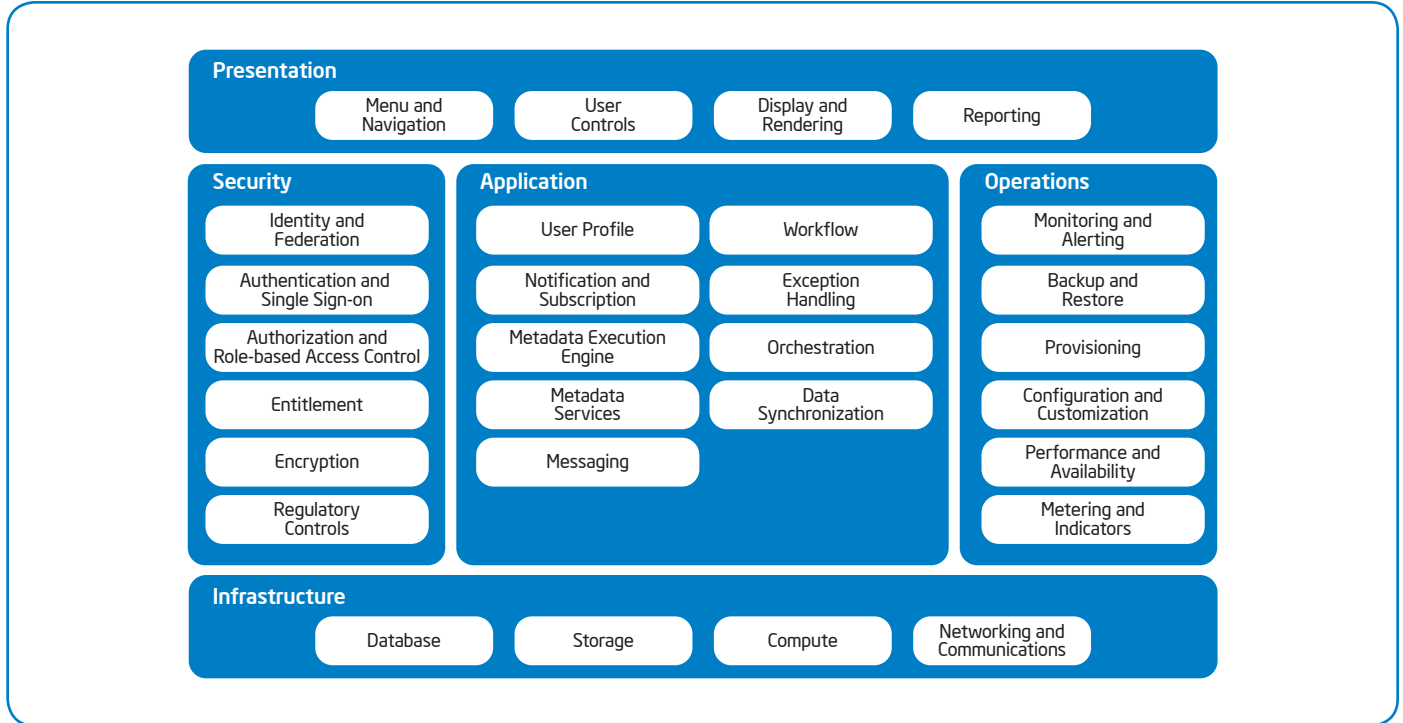 Presentation
Menu and
Navigation
User
Controls
Display and
Rendering
Reporting
Security
Identity and
Federation
Authentication and
Single Sign-on
Authorization and
Role-based Access Control
Entitlement
Encryption
Regulatory
Controls
Application
User Profile
Workflow
Notification and
Subscription
Exception
Handling
Metadata Execution
Engine
Orchestration
Metadata
Services
Data
Synchronization
Messaging
Operations
Monitoring and
Alerting
Backup and
Restore
Provisioning
Configuration and
Customization
Performance and
Availability
Metering and
Indicators
Infrastructure
Database
Storage
Compute
Networking and
Communications